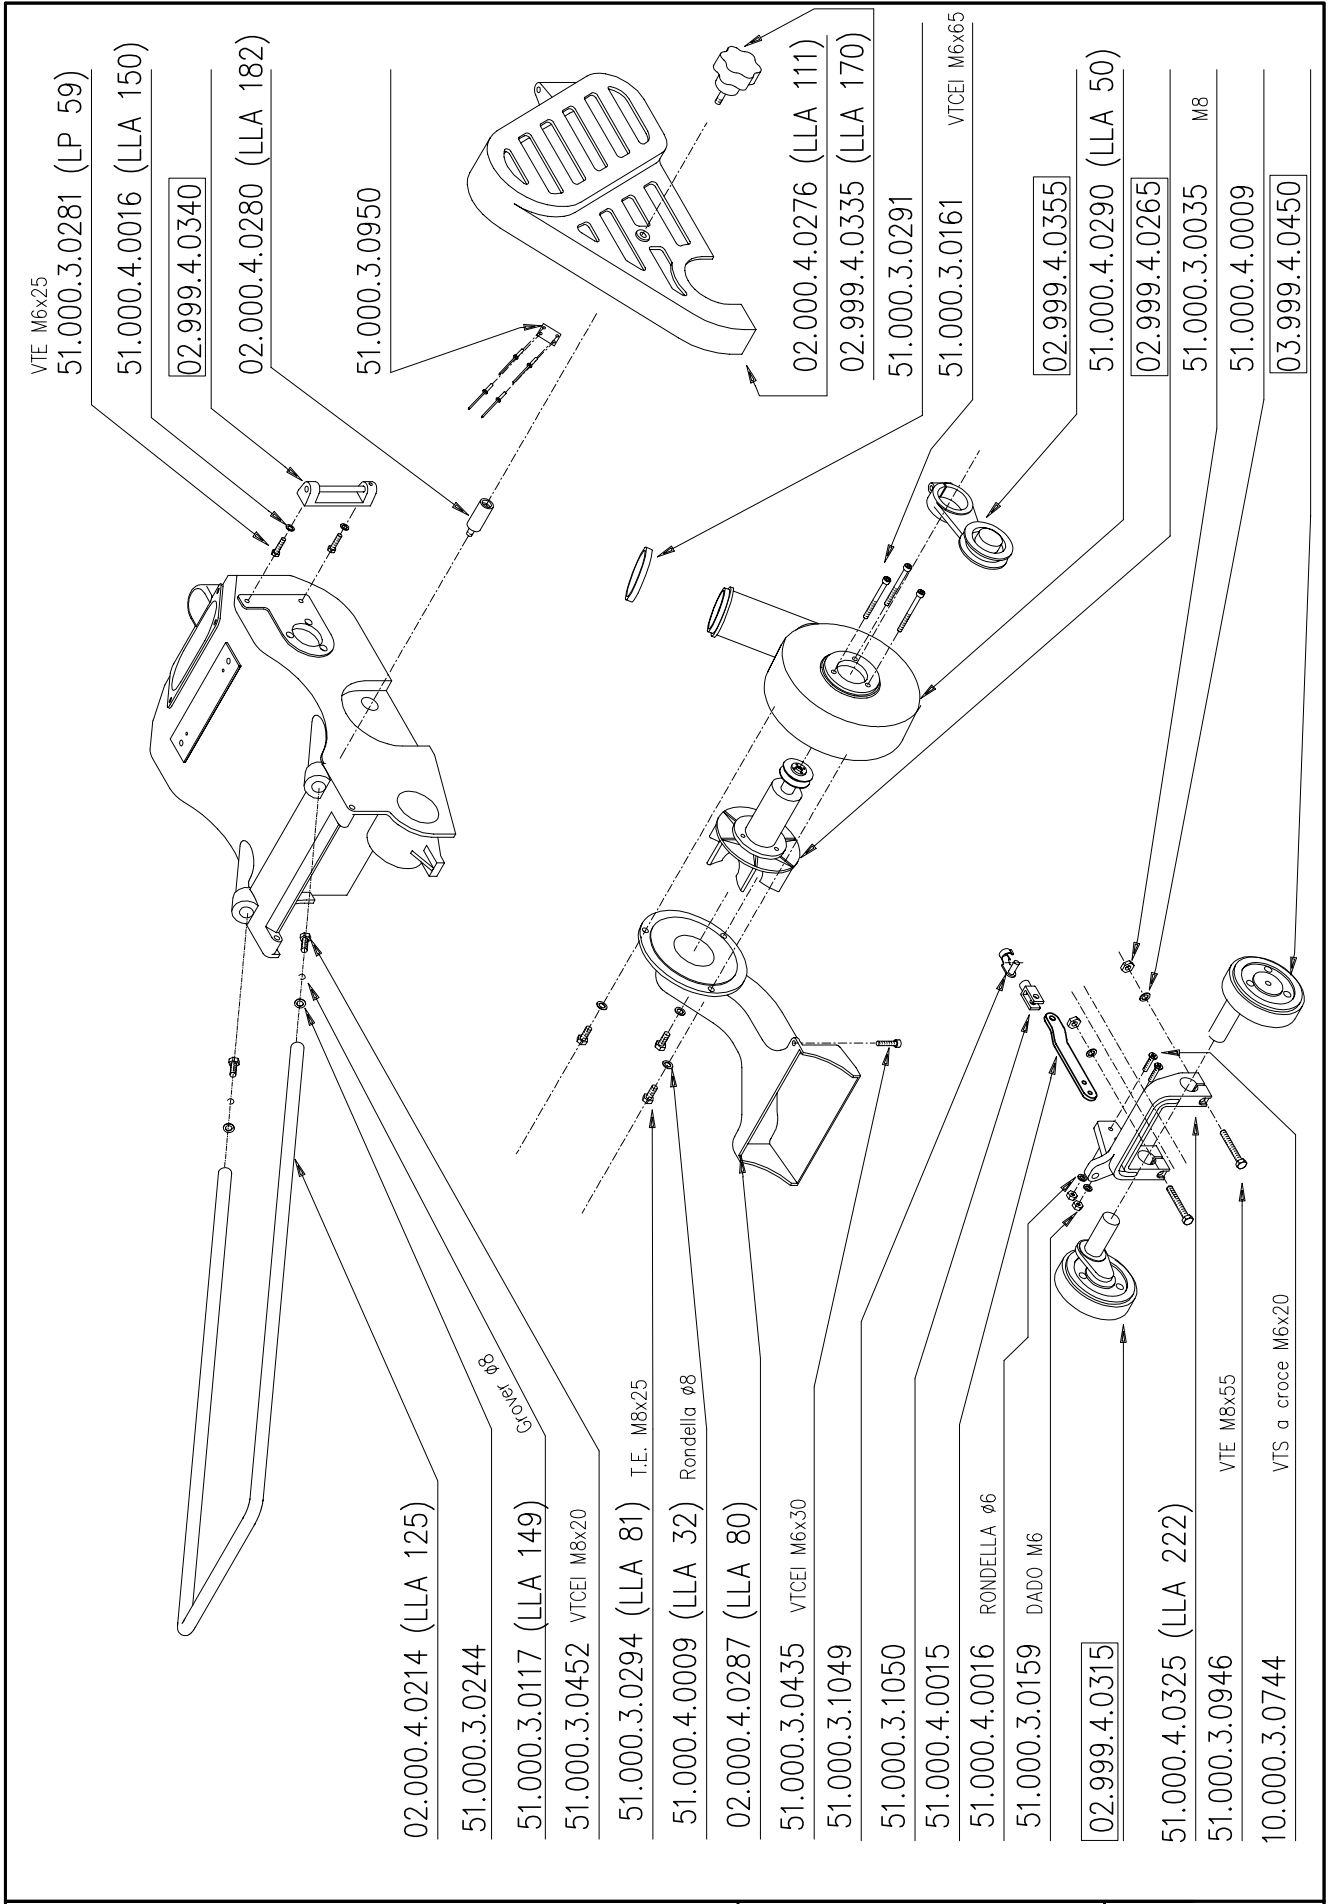 VTE M6x25
51.000.3.0281 (LP 59)
51.000.4.0016 (LLA 150)
02.999.4.0340
02.000.4.0280 (LLA 182)
51.000.3.0950
02.000.4.0276 (LLA 111)
02.999.4.0335 (LLA 170)
51.000.3.0291
51.000.3.0161 VTCEI M6x65
02.999.4.0355
51.000.4.0290 (LLA 50)
02.999.4.0265
51.000.3.0035 M8
51.000.4.0009
03.999.4.0450
02.000.4.0214 (LLA 125)
51.000.3.0244
Grover ø8
51.000.3.0117 (LLA 149)
51.000.3.0452 VTCEI M8x20
51.000.3.0294 (LLA 81) T.E. M8x25
51.000.4.0009 (LLA 32) Rondella ø8
02.000.4.0287 (LLA 80)
51.000.3.0435 VTCEI M6x30
51.000.3.1049
51.000.3.1050
51.000.4.0015
51.000.4.0016 RONDELLA ø6
51.000.3.0159 DADO M6
02.999.4.0315
51.000.4.0325 (LLA 222)
51.000.3.0946 VTE M8x55
10.000.3.0744 VTS a croce M6x20